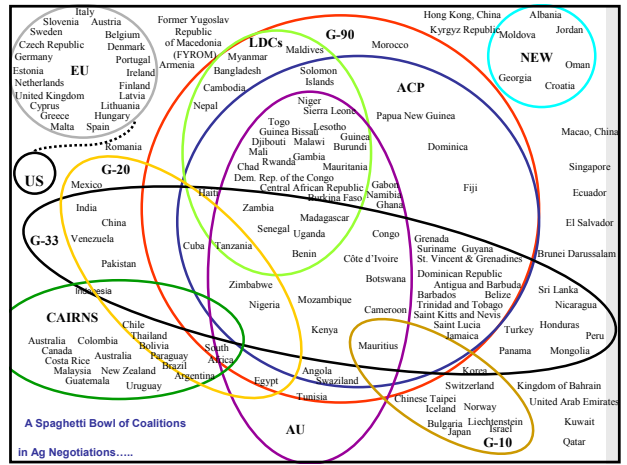 Italy
Slovenia Austria
Sweden
Belgium
Czech Republic
Denmark
Germany
Portugal
EU
Estonia
Ireland
Netherlands
Finland
United Kingdom
Latvia
Cyprus
Lithuania
Greece
Hungary
Malta Spain
Romania
US
Former Yugoslav
Republic
of Macedonia
(FYROM)
Armenia
LDCs
G-90
Myanmar
Maldives
Morocco
Bangladesh
Cambodia
Nepal
Solomon
Islands
ACP
Hong Kong, China
Kyrgyz Republic
Albania
Moldova
Jordan
NEW
Oman
Georgia
Croatia
Niger
Sierra Leone
Papua New Guinea
Togo
Lesotho
Guinea Bissau
Guinea
Djibouti
Malawi
Burundi
Mali
Gambia
Rwanda
Chad
Mauritania
Dem. Rep. of the Congo
Central African Republic
Burkina Faso
Dominica
Macao, China
Singapore
Ecuador
El Salvador
Brunei Darussalam
Gabon
Namibia
Ghana
Fiji
G-20
Mexico
India
China
G-33
Venezuela
Pakistan
Indonesia
Haiti
Zambia
Madagascar
Senegal
Uganda
Cuba
Tanzania
Benin
Congo
Côte d’Ivoire
Grenada
Suriname Guyana
St. Vincent & Grenadines
Botswana
Dominican Republic
Antigua and Barbuda
Barbados Belize
Trinidad and Tobago
Saint Kitts and Nevis
Saint Lucia
Jamaica
Sri Lanka
Nicaragua
Honduras
Turkey
Peru
Panama
Mongolia
Zimbabwe
Nigeria
Mozambique
Cameroon
Kenya
Mauritius
CAIRNS
Chile
Australia Colombia
Thailand
Canada
Bolivia
Costa Rica
Australia
Paraguay
Malaysia
New Zealand
Brazil
Guatemala
Argentina
Uruguay
South
Africa
Egypt
Angola
Swaziland
Tunisia
AU
Korea
Switzerland
Chinese Taipei
Iceland
Norway
Bulgaria
Liechtenstein
Japan
Israel
G-10
Kingdom of Bahrain
United Arab Emirates
Kuwait
Qatar
A Spaghetti Bowl of Coalitions
in Ag Negotiations…..